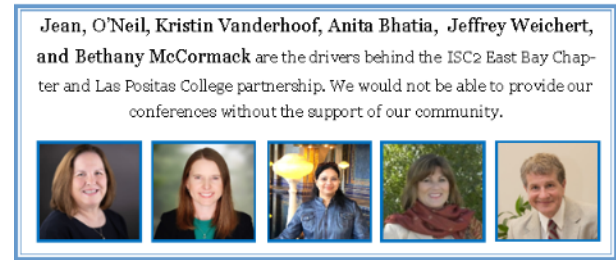 Jean, O'Neil, Kristin Vanderhoof, Anita Bhatia, Jeffrey Weichert,
and Bethany McCormack are the drivers behind the ISC2 East Bay Chap-
ter and Las Positas College partnership. We would not be able to provide our
conferences without the support of our community.